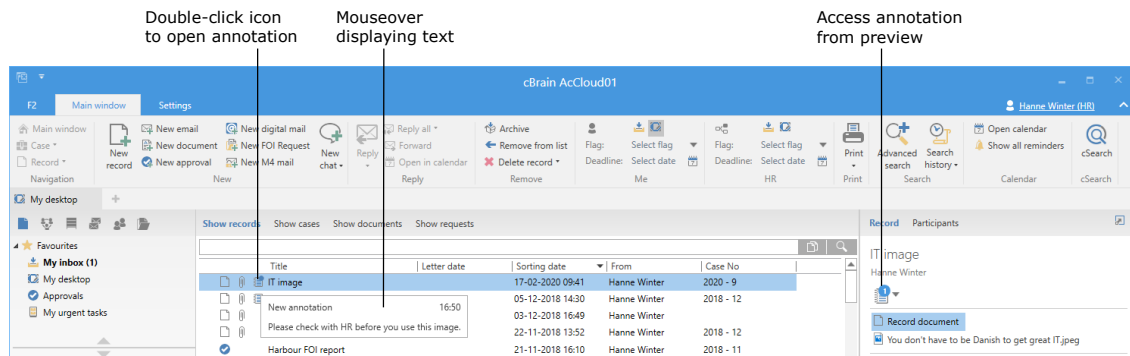 Double-click icon
to open annotation
Mouseover
displaying text
Access annotation
from preview
cBrain AcCloud01
F2 Main window Settings
Hanne Winter (HR)
Main window
Case
Record
Navigation
New
record
New email
New document
New approval
New digital mail
New FOI Request
New M4 mail
New
chat
New
Reply
Reply all
Forward
Open in calendar
Reply
Archive
Remove from list
Delete record
Remove
Flag: Select flag
Deadline: Select date
Me
Flag: Select flag
Deadline: Select date
HR
Print
Print
Advanced
search
Search
history
Search
Open calendar
Show all reminders
Calendar
cSearch
cSearch
My desktop +
Favourites
My inbox (1)
My desktop
Approvals
My urgent tasks
Show records Show cases Show documents Show requests
Title Letter date Sorting date From Case No
IT image 17-02-2020 09:41 Hanne Winter 2020 - 9
05-12-2018 14:30 Hanne Winter 2018 - 12
03-12-2018 16:49 Hanne Winter
22-11-2018 13:52 Hanne Winter 2018 - 12
Harbour FOI report 21-11-2018 16:10 Hanne Winter 2018 - 11
New annotation 16:50
Please check with HR before you use this image.
Record Participants
IT image
Hanne Winter
1
Record document
You don't have to be Danish to get great IT.jpeg